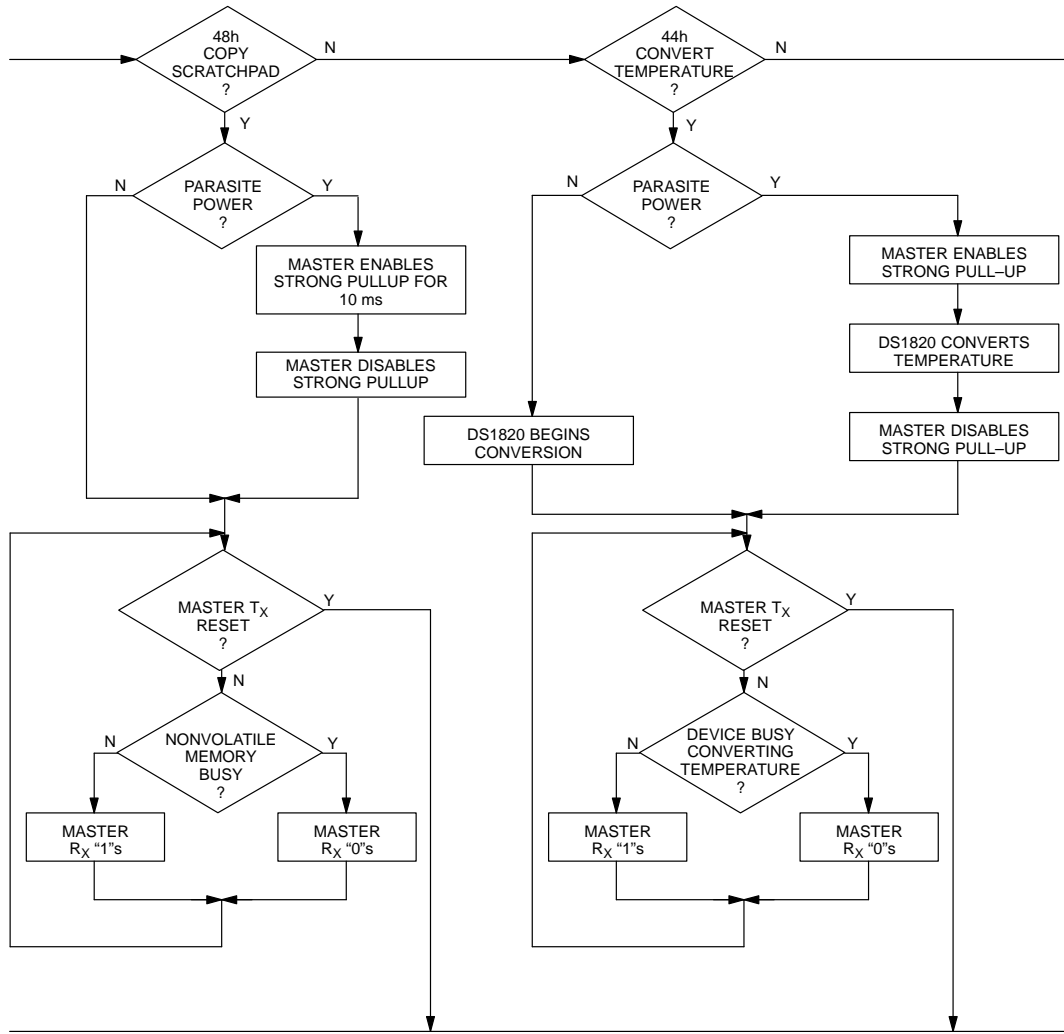 48h
COPY
SCRATCHPAD
?
N
Y
44h
CONVERT
TEMPERATURE
?
N
Y
N
PARASITE
POWER
?
Y
MASTER ENABLES
STRONG PULLUP FOR
10 ms
MASTER DISABLES
STRONG PULLUP
N
PARASITE
POWER
?
Y
MASTER ENABLES
STRONG PULL–UP
DS1820 CONVERTS
TEMPERATURE
MASTER DISABLES
STRONG PULL–UP
DS1820 BEGINS
CONVERSION
MASTER TX
RESET
?
Y
N
N
NONVOLATILE
MEMORY
BUSY
?
Y
MASTER
RX “1”s
MASTER
RX “0”s
MASTER TX
RESET
?
Y
N
N
DEVICE BUSY
CONVERTING
TEMPERATURE
?
Y
MASTER
RX “1”s
MASTER
RX “0”s